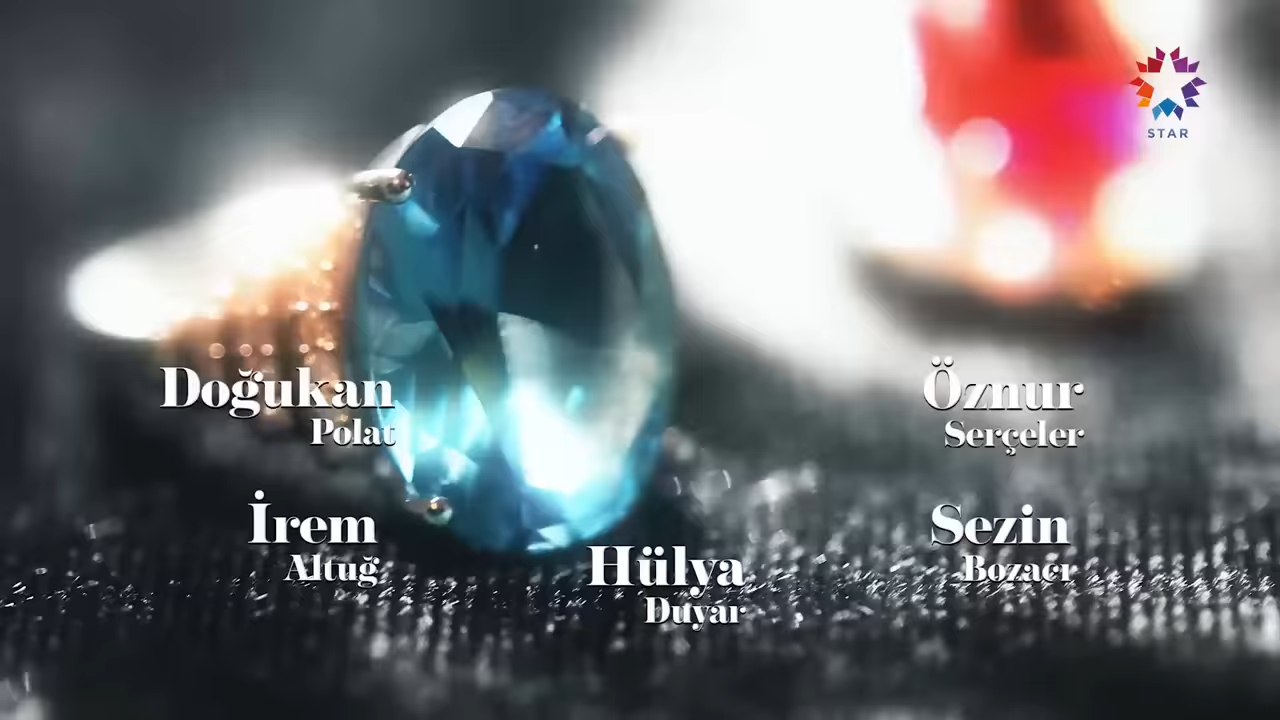 STAR
Doğukan
Polat
Öznur
Serçeler
İrem
Altuğ
Sezin
Bozacı
Hülya
Duyar